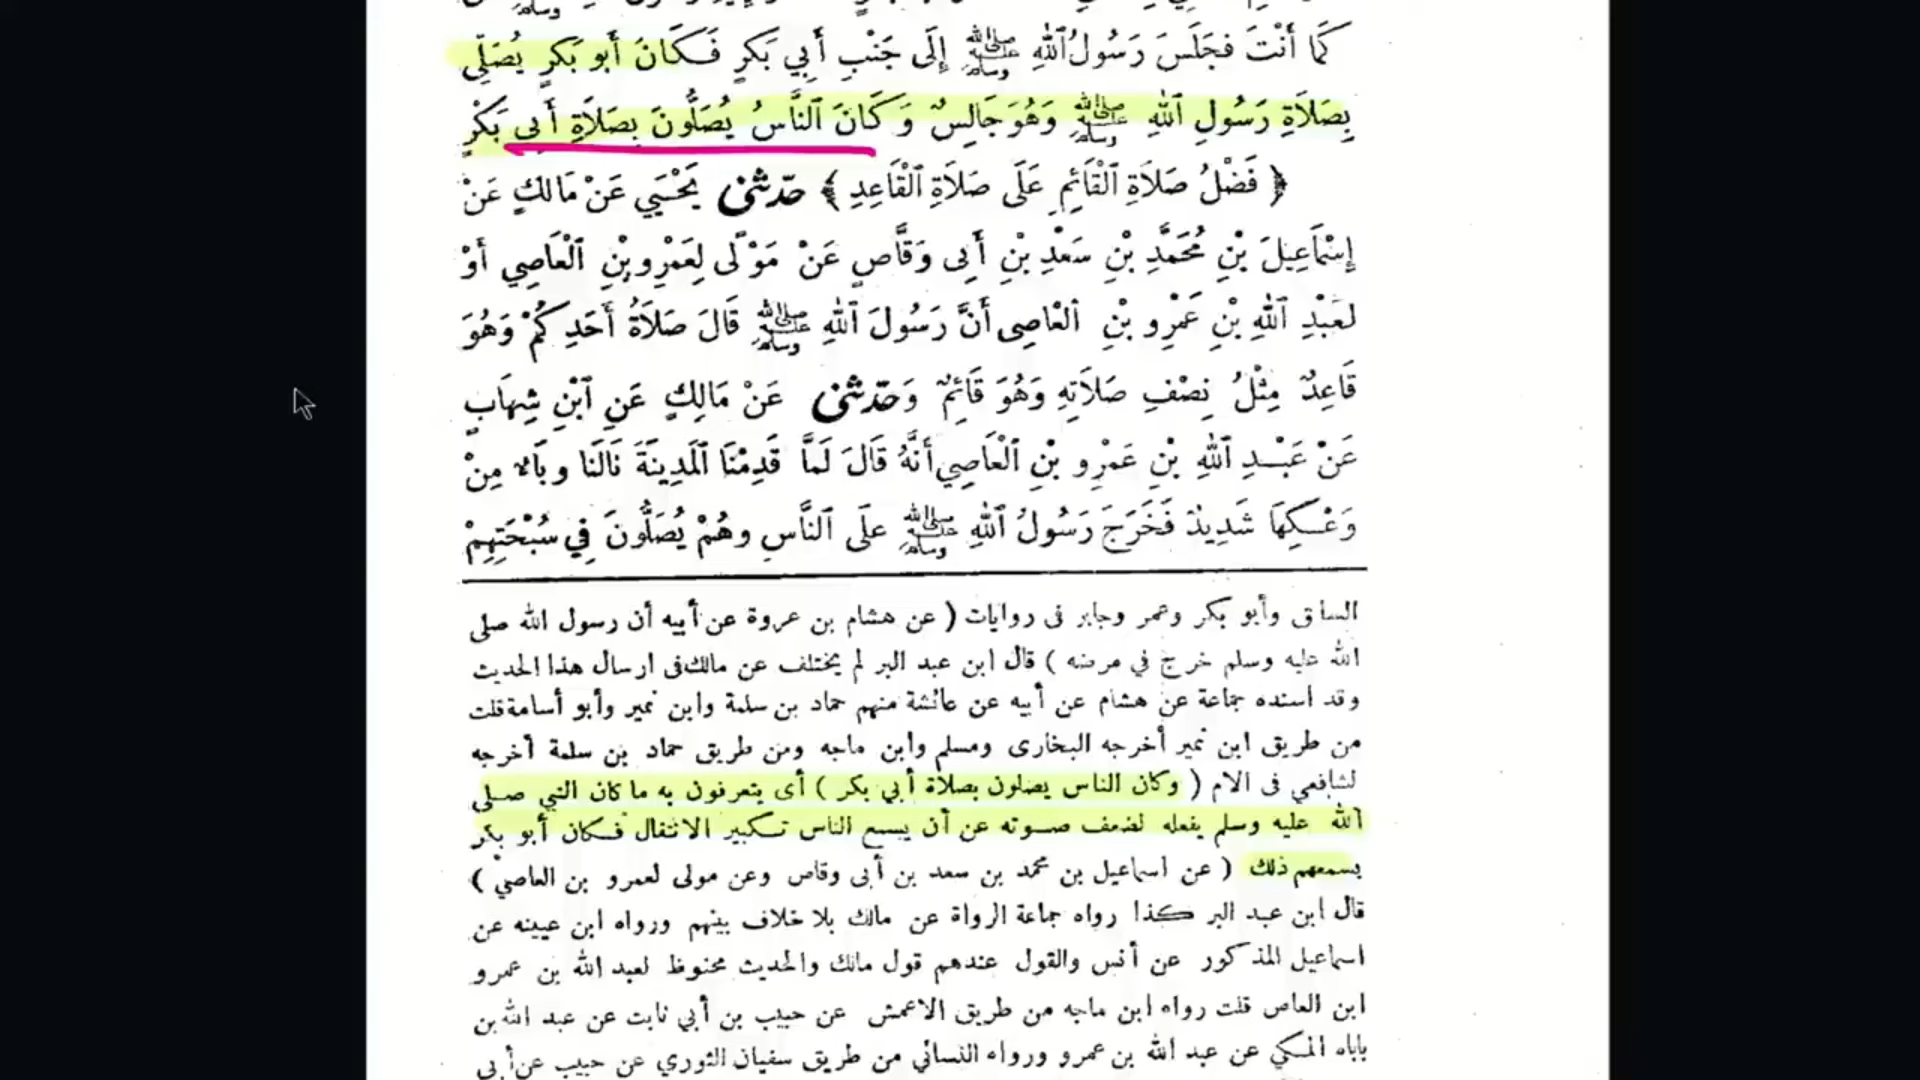 كَمَا أَنْتَ فَجَلَسَ رَسُولُ اللهِ ﷺ إِلَى جَنْبِ أَبِي بَكْرٍ فَكَانَ أَبُو بَكْرٍ يُصَلِّي
بِصَلَاةِ رَسُولِ اللهِ ﷺ وَهُوَ جَالِسٌ وَكَانَ النَّاسُ يُصَلُّونَ بِصَلَاةِ أَبِي بَكْرٍ
﴿ فَضْلُ صَلَاةِ الْقَائِمِ عَلَى صَلَاةِ الْقَاعِدِ ﴾ حدّثني يَحْيَي عَنْ مَالِكٍ عَنْ
إِسْمَاعِيلَ بْنِ مُحَمَّدِ بْنِ سَعْدِ بْنِ أَبِى وَقَّاصٍ عَنْ مَوْلًى لِعَمْرِو بْنِ الْعَاصِي أَوْ
لِعَبْدِ اللهِ بْنِ عَمْرِو بْنِ الْعَاصِى أَنَّ رَسُولَ اللهِ ﷺ قَالَ صَلَاةُ أَحَدِكُمْ وَهُوَ
قَاعِدٌ مِثْلُ نِصْفِ صَلَاتِهِ وَهُوَ قَائِمٌ وَحدّثني عَنْ مَالِكٍ عَنِ ابْنِ شِهَابٍ
عَنْ عَبْدِ اللهِ بْنِ عَمْرِو بْنِ الْعَاصِي أَنَّهُ قَالَ لَمَّا قَدِمْنَا الْمَدِينَةَ نَالَنَا وبَاء مِنْ
وَعْكِهَا شَدِيدٌ فَخَرَجَ رَسُولُ اللهِ ﷺ عَلَى النَّاسِ وهُمْ يُصَلُّونَ فِي سُبْحَتِهِمْ
السابق وأبو بكر وعمر وجابر فى روايات ( عن هشام بن عروة عن أبيه أن رسول الله صلى
الله عليه وسلم خرج في مرضه ) قال ابن عبد البر لم يختلف عن مالك فى ارسال هذا الحديث
وقد اسنده جماعة عن هشام عن أبيه عن عائشة منهم حماد بن سلمة وابن نمير وأبو أسامة قلت
من طريق ابن نمير أخرجه البخارى ومسلم وابن ماجه ومن طريق حماد بن سلمة أخرجه
لشافعي فى الام ( وكان الناس يصلون بصلاة أبي بكر ) أى يتعرفون به ما كان النبي صلى
الله عليه وسلم يفعله لضعف صوته عن أن يسمع الناس تكبير الانتقال فكان أبو بكر
يسمعهم ذلك ( عن اسماعيل بن محمد بن سعد بن أبى وقاص وعن مولى لعمرو بن العاصي )
قال ابن عبد البر كذا رواه جماعة الرواة عن مالك بلا خلاف بينهم ورواه ابن عيينه عن
اسماعيل المذكور عن أنس والقول عندهم قول مالك والحديث محفوظ لعبد الله بن عمرو
ابن العاص قلت رواه ابن ماجه من طريق الاعمش عن حبيب بن أبي ثابت عن عبد الله بن
باباه المكي عن عبد الله بن عمرو ورواه النسائي من طريق سفيان الثوري عن حبيب عن أبي